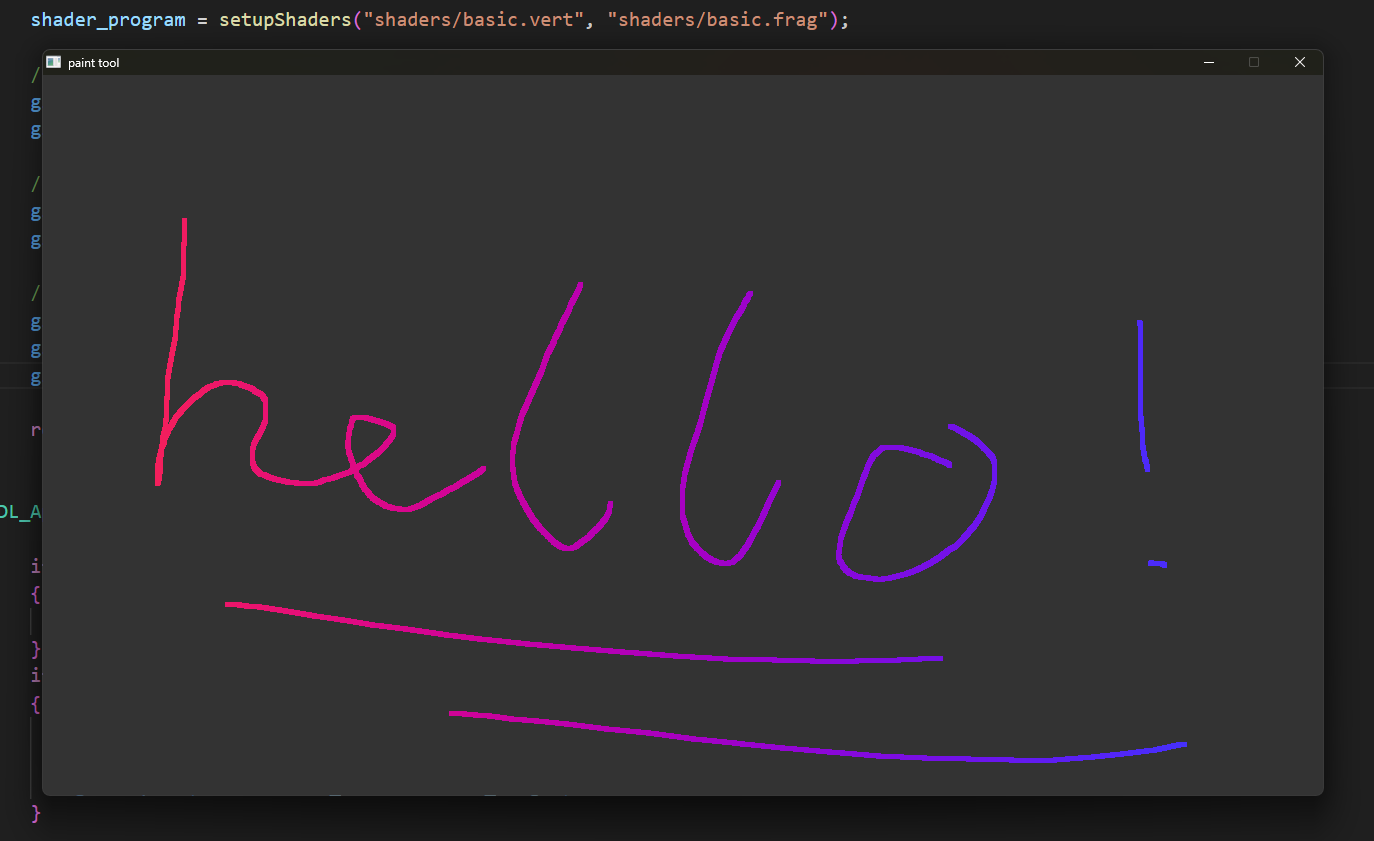 shader_program = setupShaders("shaders/basic.vert", "shaders/basic.frag");
paint tool
/
g
g
/
g
g
/
g
g
g
r
hello!
DL_A
i
{
}
i
{
}